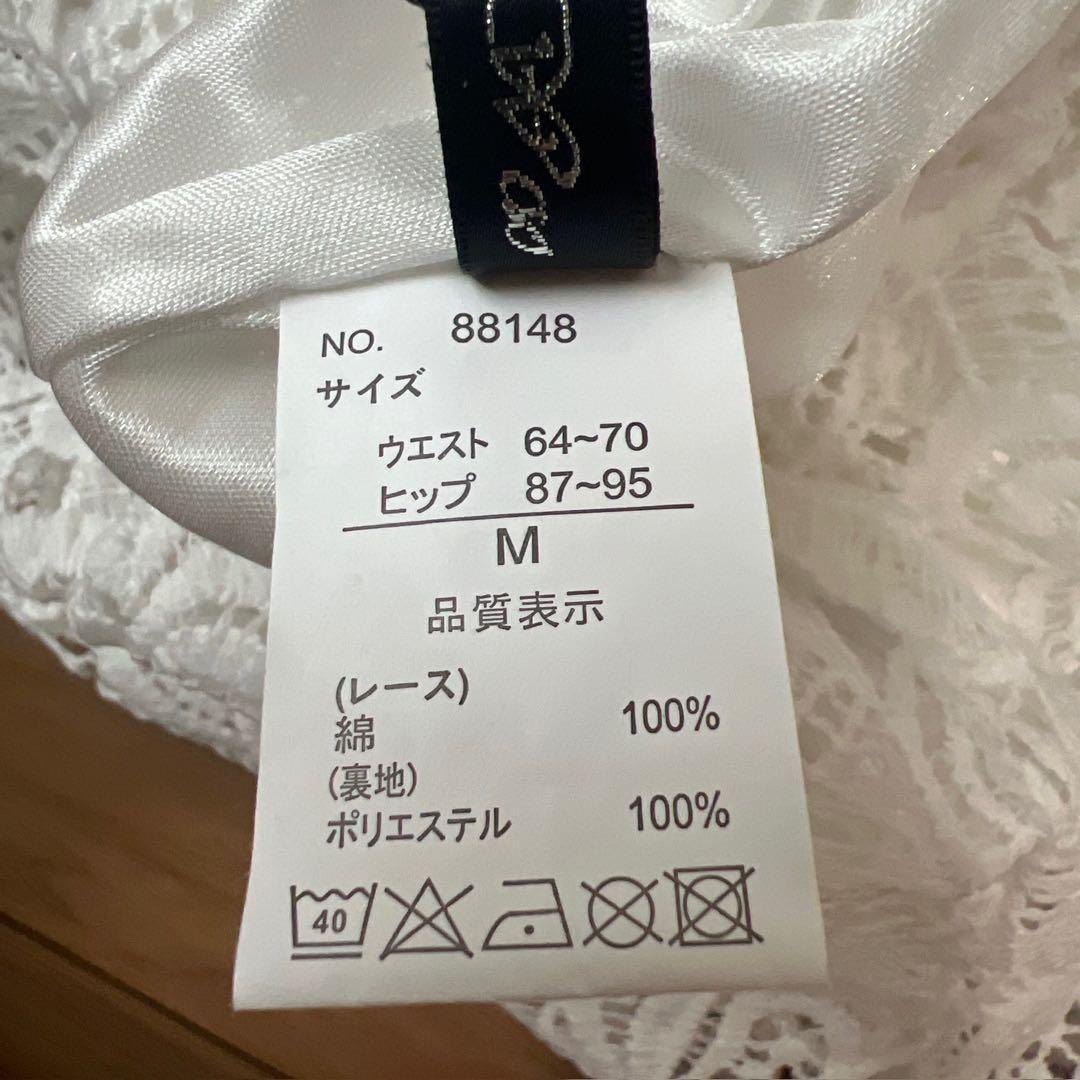 NO. 88148
サイズ
ウエスト 64~70
ヒップ 87~95
M
品質表示
(レース)
綿 100%
(裏地)
ポリエステル 100%
40